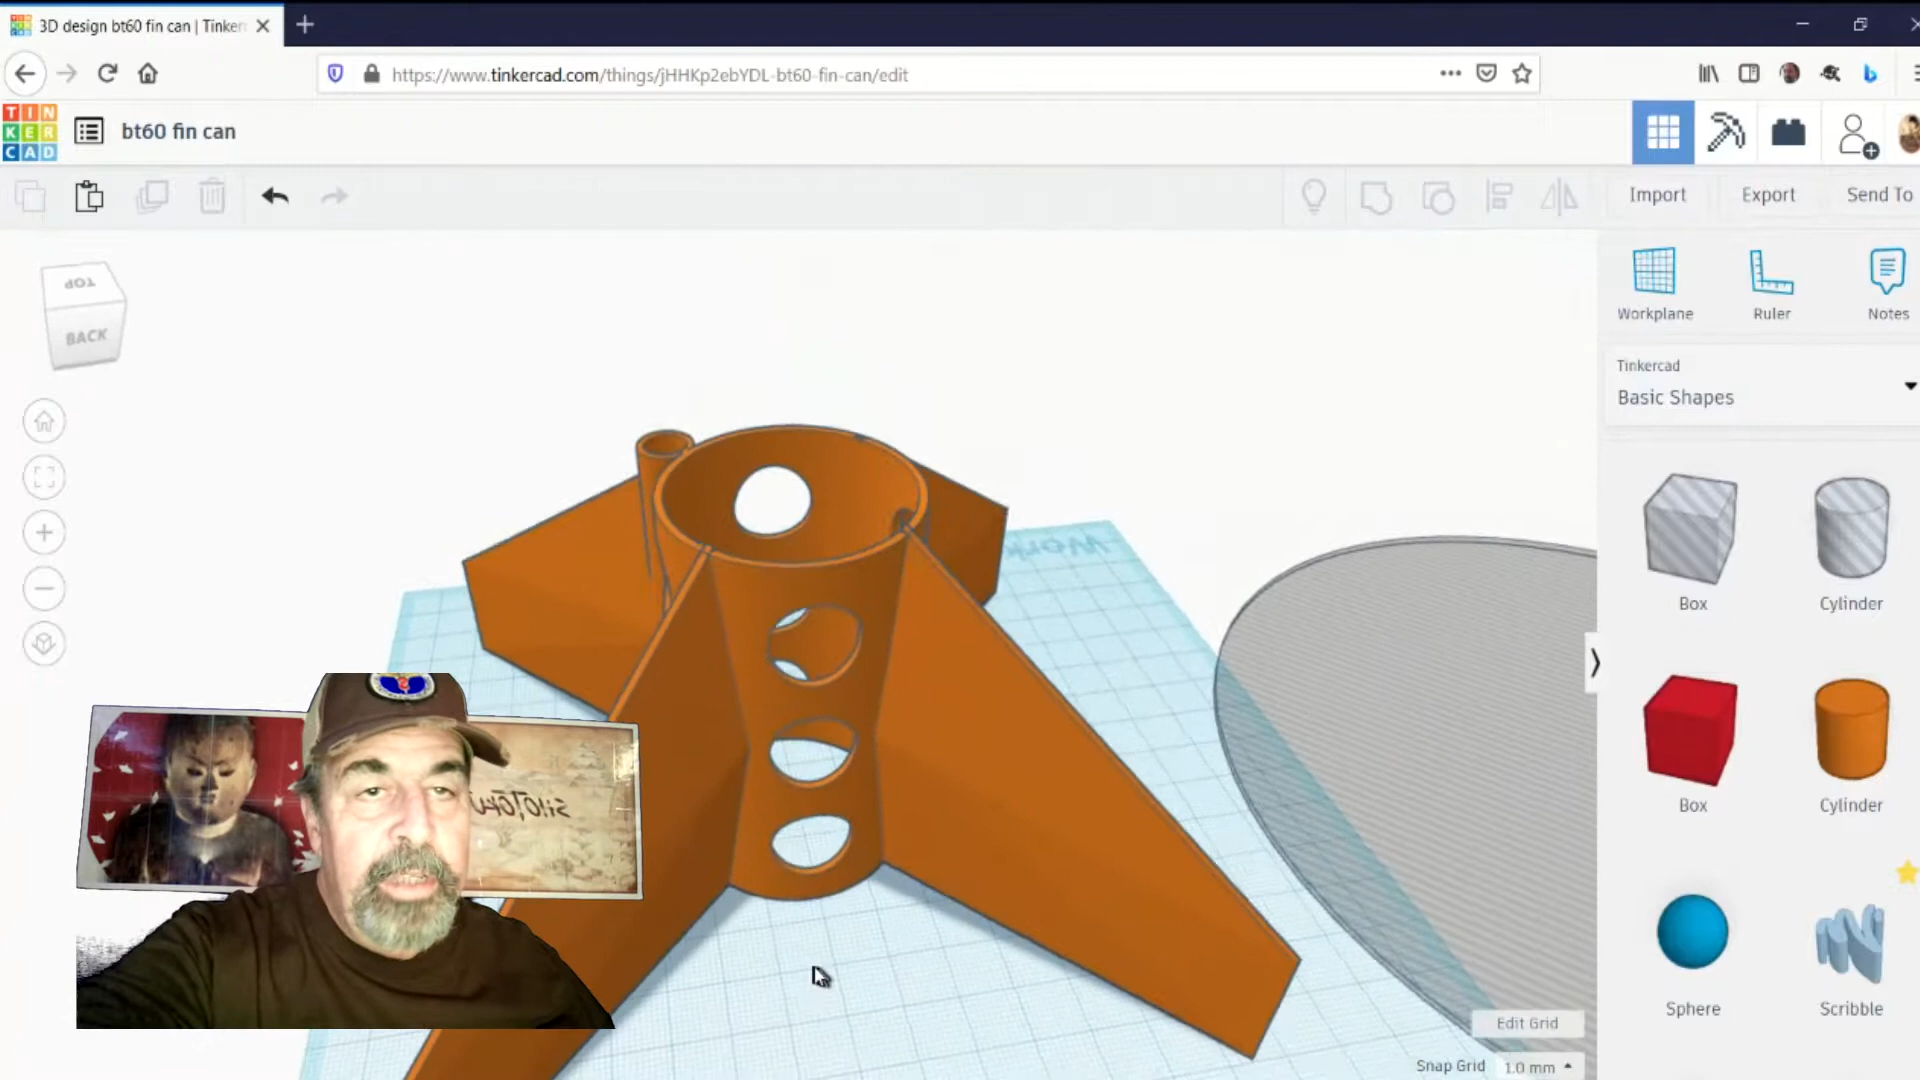 3D design bt60 fin can | Tinker
https://www.tinkercad.com/things/jHHKp2ebYDL-bt60-fin-can/edit
TIN
KER
CAD
bt60 fin can
Import
Export
Send To
TOP
BACK
Workplane
Ruler
Notes
Tinkercad
Basic Shapes
Box
Cylinder
Box
Cylinder
Sphere
Scribble
Edit Grid
Snap Grid
1.0 mm